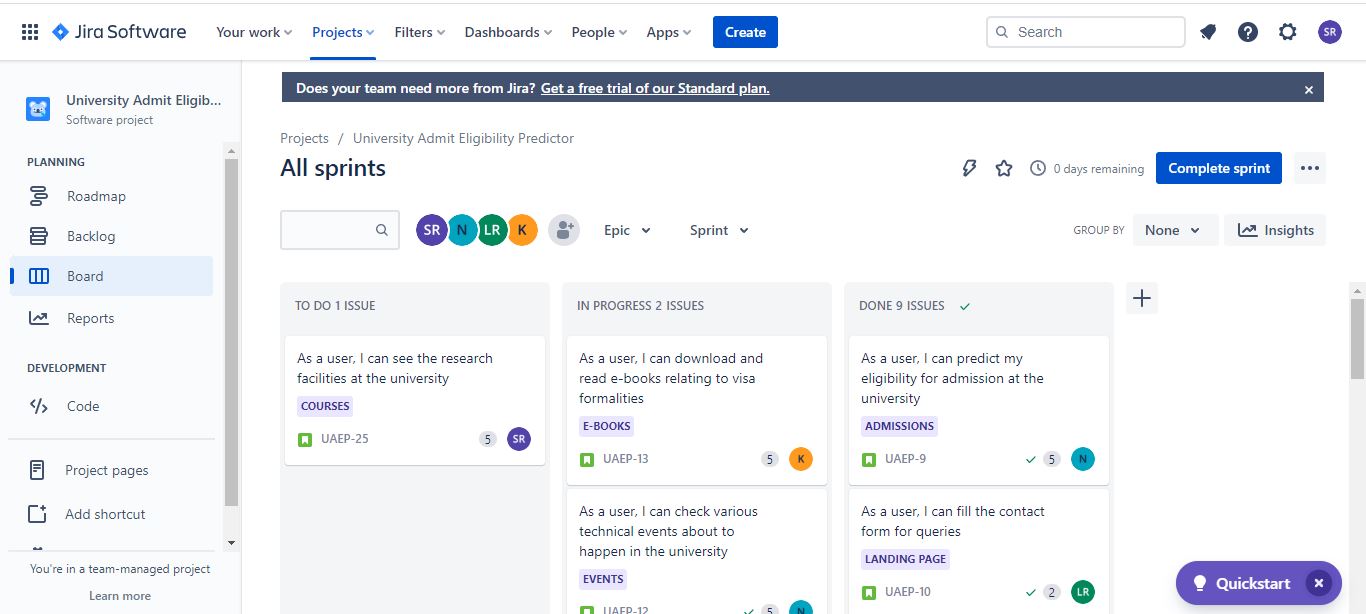 Jira Software
Your work
Projects
Filters
Dashboards
People
Apps
Create
Search
SR
University Admit Eligib...
Software project
PLANNING
Roadmap
Backlog
Board
Reports
DEVELOPMENT
Code
Project pages
Add shortcut
You're in a team-managed project
Learn more
Does your team need more from Jira? Get a free trial of our Standard plan.
Projects / University Admit Eligibility Predictor
All sprints
0 days remaining
Complete sprint
SR N LR K
Epic
Sprint
GROUP BY
None
Insights
TO DO 1 ISSUE
As a user, I can see the research
facilities at the university
COURSES
UAEP-25
5
SR
IN PROGRESS 2 ISSUES
As a user, I can download and
read e-books relating to visa
formalities
E-BOOKS
UAEP-13
5
K
As a user, I can check various
technical events about to
happen in the university
EVENTS
UAEP-12
5
N
DONE 9 ISSUES
As a user, I can predict my
eligibility for admission at the
university
ADMISSIONS
UAEP-9
5
N
As a user, I can fill the contact
form for queries
LANDING PAGE
UAEP-10
2
LR
Quickstart